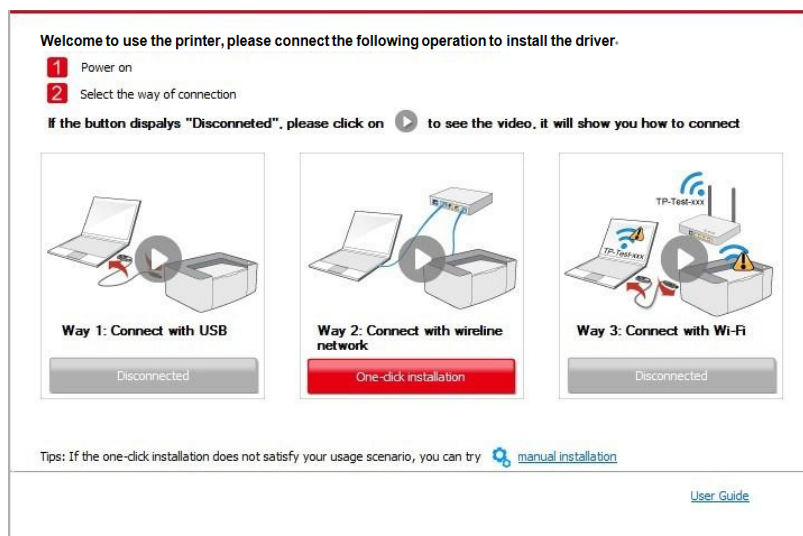 Welcome to use the printer, please connect the following operation to install the driver.
1 Power on
2 Select the way of connection
If the button dispalys "Disconneted", please click on to see the video, it will show you how to connect
TP-Test-xxx
TP-Test-xxx
Way 1: Connect with USB
Way 2: Connect with wireline
network
Way 3: Connect with Wi-Fi
Disconnected
One-click installation
Disconnected
Tips: If the one-click installation does not satisfy your usage scenario, you can try manual installation
User Guide